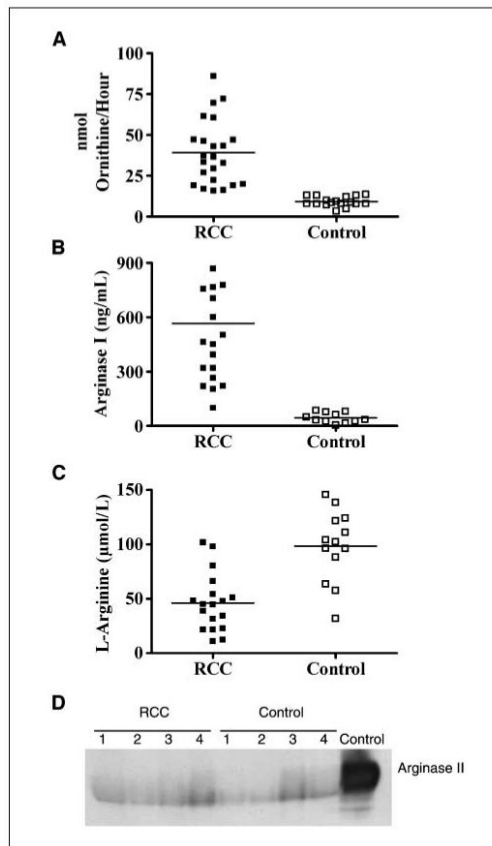 A
100
75
50
25
0
nmol
Ornithine/Hour
RCC Control
B
900
600
300
0
Arginase I (ng/mL)
RCC Control
C
150
100
50
0
L-Arginine (µmol/L)
RCC Control
D
RCC Control
1 2 3 4 1 2 3 4 Control
Arginase II